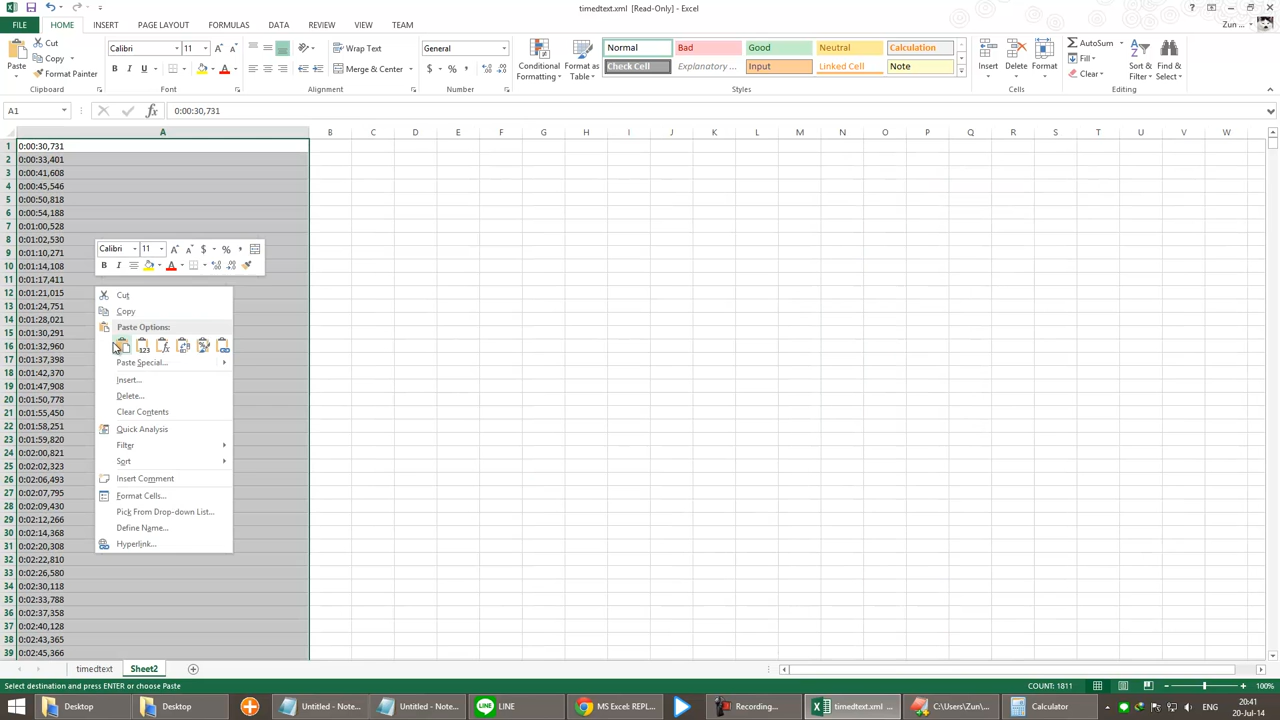 timedtext.xml [Read-Only] - Excel
FILE HOME INSERT PAGE LAYOUT FORMULAS DATA REVIEW VIEW TEAM Zun ...
Paste Cut Copy Format Painter Clipboard
Calibri 11 Font
Wrap Text Merge & Center Alignment
General Number
Conditional Formatting Format as Table
Normal Bad Good Neutral Calculation
Check Cell Explanatory ... Input Linked Cell Note
Styles
Insert Delete Format Cells
AutoSum Fill Clear Sort & Filter Find & Select Editing
A1 0:00:30,731
A B C D E F G H I J K L M N O P Q R S T U V W
1 0:00:30,731
2 0:00:33,401
3 0:00:41,608
4 0:00:45,546
5 0:00:50,818
6 0:00:54,188
7 0:01:00,528
8 0:01:02,530
9 0:01:10,271
10 0:01:14,108
11 0:01:17,411
12 0:01:21,015
13 0:01:24,751
14 0:01:28,021
15 0:01:30,291
16 0:01:32,960
17 0:01:37,398
18 0:01:42,370
19 0:01:47,908
20 0:01:50,778
21 0:01:55,450
22 0:01:58,251
23 0:01:59,820
24 0:02:00,821
25 0:02:02,323
26 0:02:06,493
27 0:02:07,795
28 0:02:09,430
29 0:02:12,266
30 0:02:14,368
31 0:02:20,308
32 0:02:22,810
33 0:02:26,580
34 0:02:30,118
35 0:02:33,788
36 0:02:37,358
37 0:02:40,128
38 0:02:43,365
39 0:02:45,366
Calibri 11
Cut
Copy
Paste Options:
Paste Special...
Insert...
Delete...
Clear Contents
Quick Analysis
Filter
Sort
Insert Comment
Format Cells...
Pick From Drop-down List...
Define Name...
Hyperlink...
timedtext Sheet2
Select destination and press ENTER or choose Paste COUNT: 1811 100%
Desktop Desktop Untitled - Note... Untitled - Note... LINE MS Excel: REPL... Recording... timedtext.xml ... C:\Users\Zun\... Calculator ENG 20:41
20-Jul-14